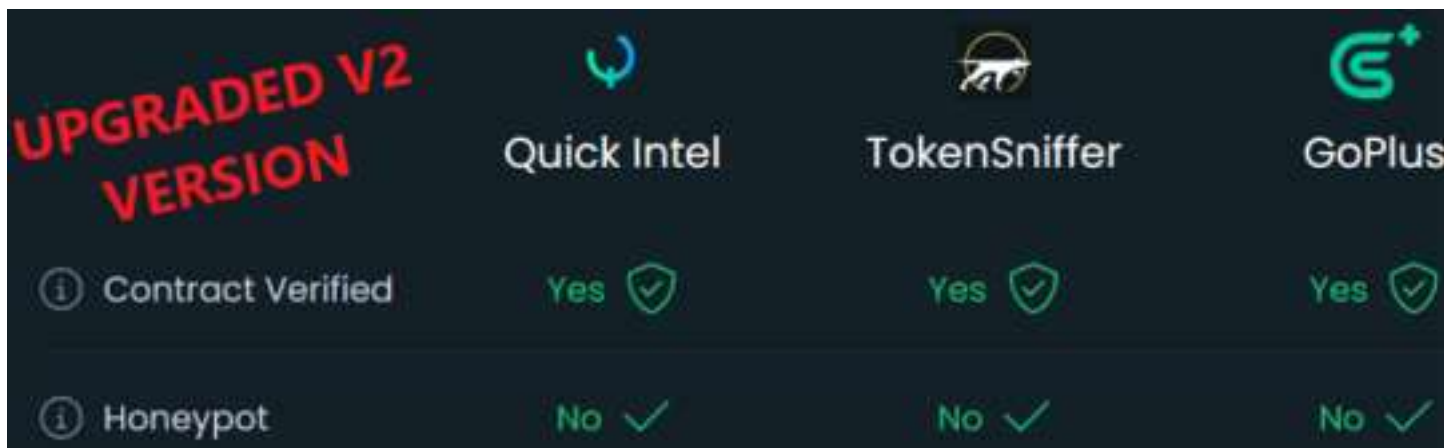 UPGRADED V2
VERSION
Quick Intel TokenSniffer GoPlus
Contract Verified Yes Yes Yes
Honeypot No No No